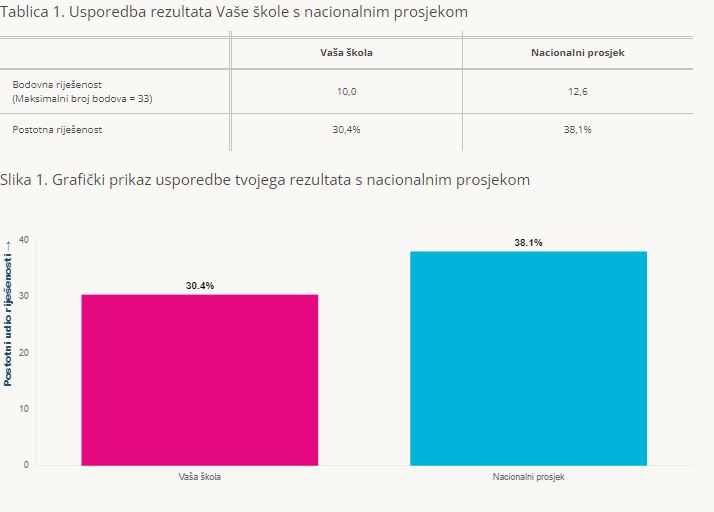 Tablica 1. Usporedba rezultata Vaše škole s nacionalnim prosjekom
Vaša škola Nacionalni prosjek
Bodovna riješenost
(Maksimalni broj bodova = 33)
10,0 12,6
Postotna riješenost 30,4% 38,1%
Slika 1. Grafički prikaz usporedbe tvojega rezultata s nacionalnim prosjekom
Postotni udio riješenosti →
40
30
20
10
0
30.4%
38.1%
Vaša škola Nacionalni prosjek